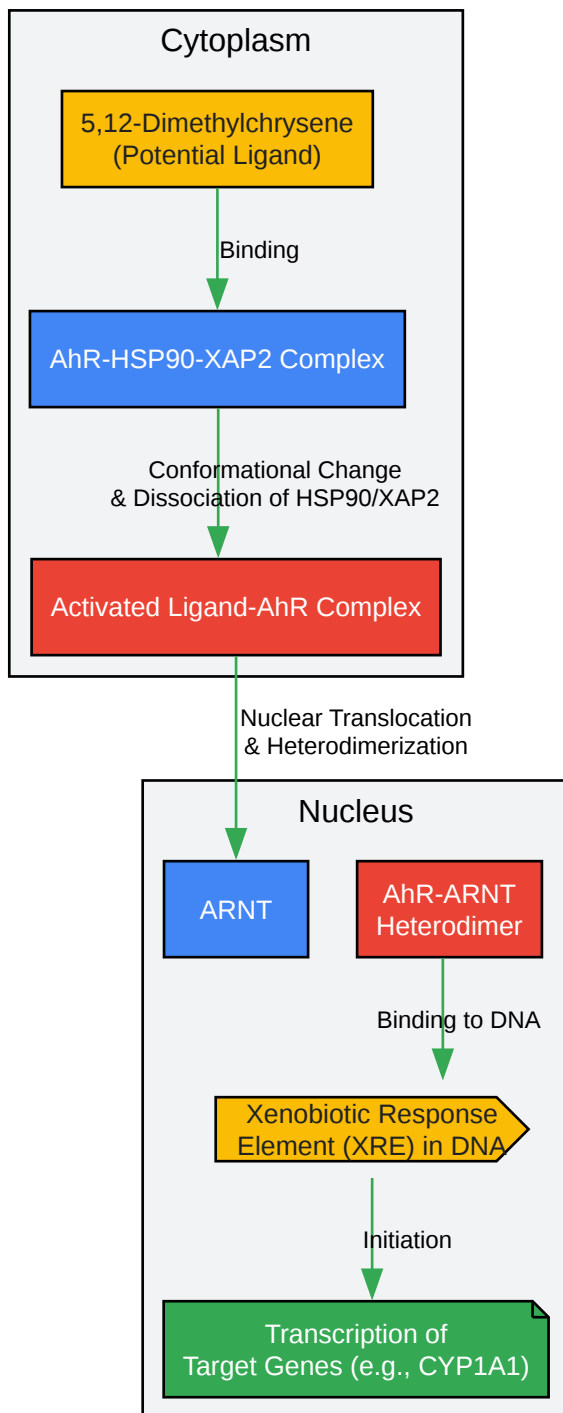 Cytoplasm
5,12-Dimethylchrysene
(Potential Ligand)
Binding
AhR-HSP90-XAP2 Complex
Conformational Change
& Dissociation of HSP90/XAP2
Activated Ligand-AhR Complex
Nuclear Translocation
& Heterodimerization
Nucleus
ARNT
AhR-ARNT
Heterodimer
Binding to DNA
Xenobiotic Response
Element (XRE) in DNA
Initiation
Transcription of
Target Genes (e.g., CYP1A1)